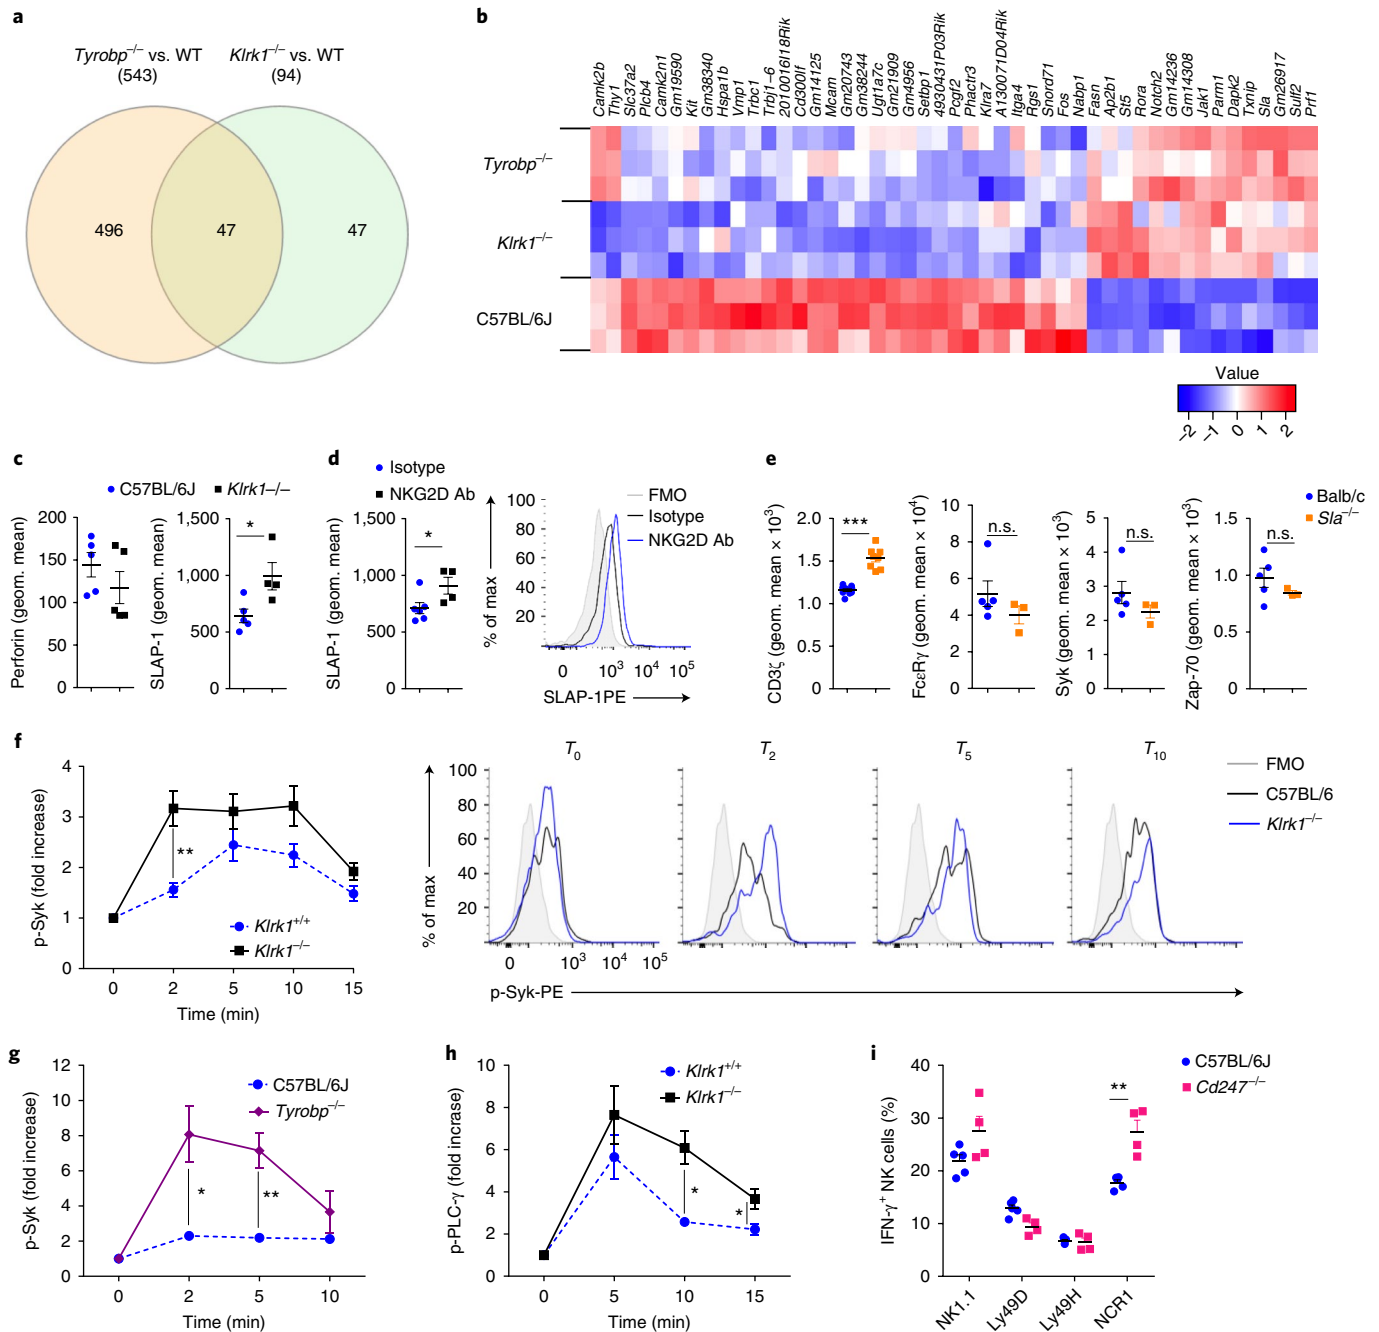 a
Tyrobp–/– vs. WT
(543)
Klrk1–/– vs. WT
(94)
496
47
47
b
Camk2b
Thy1
Slc37a2
Plcb4
Camk2n1
Gm19590
Kit
Gm38340
Hspa1b
Vmp1
Trbc1
Trbj1–6
2010016I18Rik
Cd300lf
Gm14125
Mcam
Gm20743
Gm38244
Ugt1a7c
Gm21909
Gm4956
Setbp1
4930431P03Rik
Pcgf2
Phactr3
Klra7
A130071D04Rik
Itga4
Rgs1
Snord71
Fos
Nabp1
Fasn
Ap2b1
St5
Rora
Notch2
Gm14236
Gm14308
Jak1
Parm1
Dapk2
Txnip
Sla
Gm26917
Sulf2
Prf1
Tyrobp–/–
Klrk1–/–
C57BL/6J
Value
–2 –1 0 1 2
c
C57BL/6J Klrk1–/–
Perforin (geom. mean)
200
150
100
50
0
SLAP-1 (geom. mean)
1,500
1,000
500
0
*
d
Isotype
NKG2D Ab
SLAP-1 (geom. mean)
1,500
1,000
500
0
*
% of max
100
80
60
40
20
0 10³ 10⁴ 10⁵
SLAP-1PE
FMO
Isotype
NKG2D Ab
e
CD3ζ (geom. mean × 10³)
2.0
1.5
1.0
0.5
0
***
FcεRγ (geom. mean × 10⁴)
10
8
6
4
2
0
n.s.
Syk (geom. mean × 10³)
5
4
3
2
1
0
n.s.
Zap-70 (geom. mean × 10³)
1.5
1.0
0.5
0
n.s.
Balb/c
Sla–/–
f
p-Syk (fold increase)
4
3
2
1
0
**
Klrk1+/+
Klrk1–/–
0 2 5 10 15
Time (min)
% of max
100
80
60
40
20
T0
T2
T5
T10
0 10³ 10⁴ 10⁵
p-Syk-PE
FMO
C57BL/6
Klrk1–/–
g
p-Syk (fold increase)
12
10
8
6
4
2
0
C57BL/6J
Tyrobp–/–
*
**
0 2 5 10
Time (min)
h
p-PLC-γ (fold increase)
10
8
6
4
2
0
Klrk1+/+
Klrk1–/–
*
*
0 5 10 15
Time (min)
i
IFN-γ+ NK cells (%)
40
30
20
10
0
C57BL/6J
Cd247–/–
**
NK1.1
Ly49D
Ly49H
NCR1